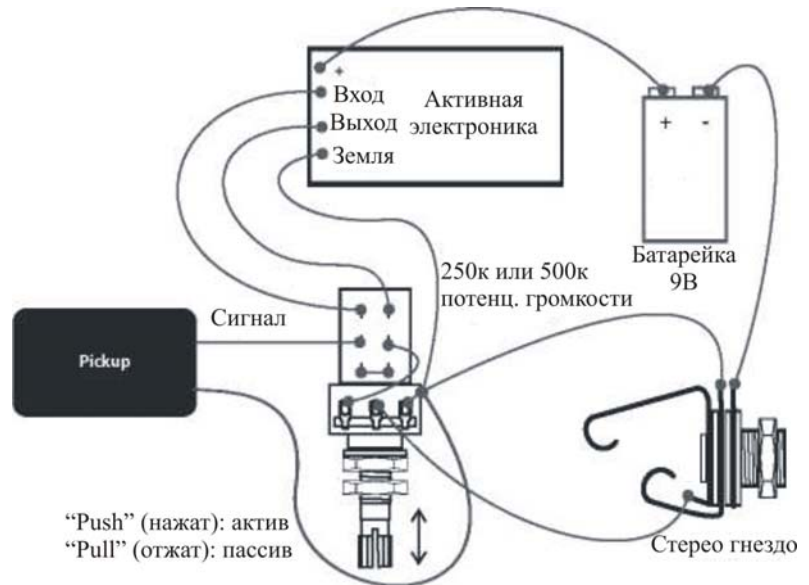 +
Вход
Выход
Земля
Активная
электроника
+ -
Батарейка
9В
250к или 500к
потенц. громкости
Сигнал
Pickup
“Push” (нажат): актив
“Pull” (отжат): пассив
Стерео гнездо